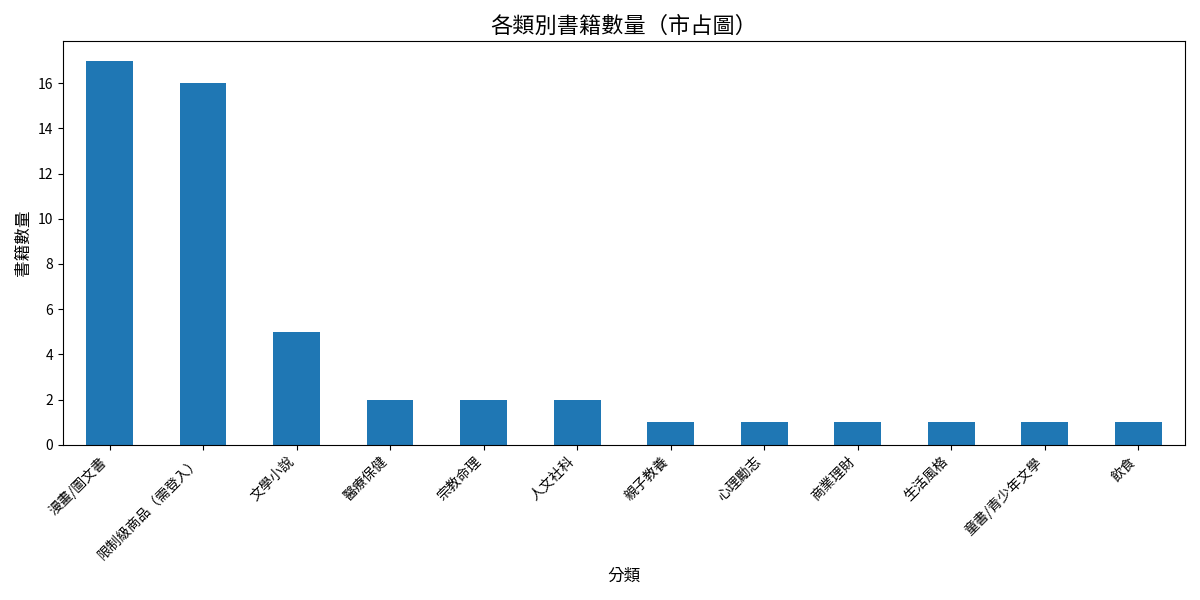 各類別書籍數量（市占圖）
書籍數量
16
14
12
10
8
6
4
2
0
漫畫/圖文書
限制級商品（需登入）
文學小說
醫療保健
宗教命理
人文社科
親子教養
心理勵志
商業理財
生活風格
童書/青少年文學
飲食
分類